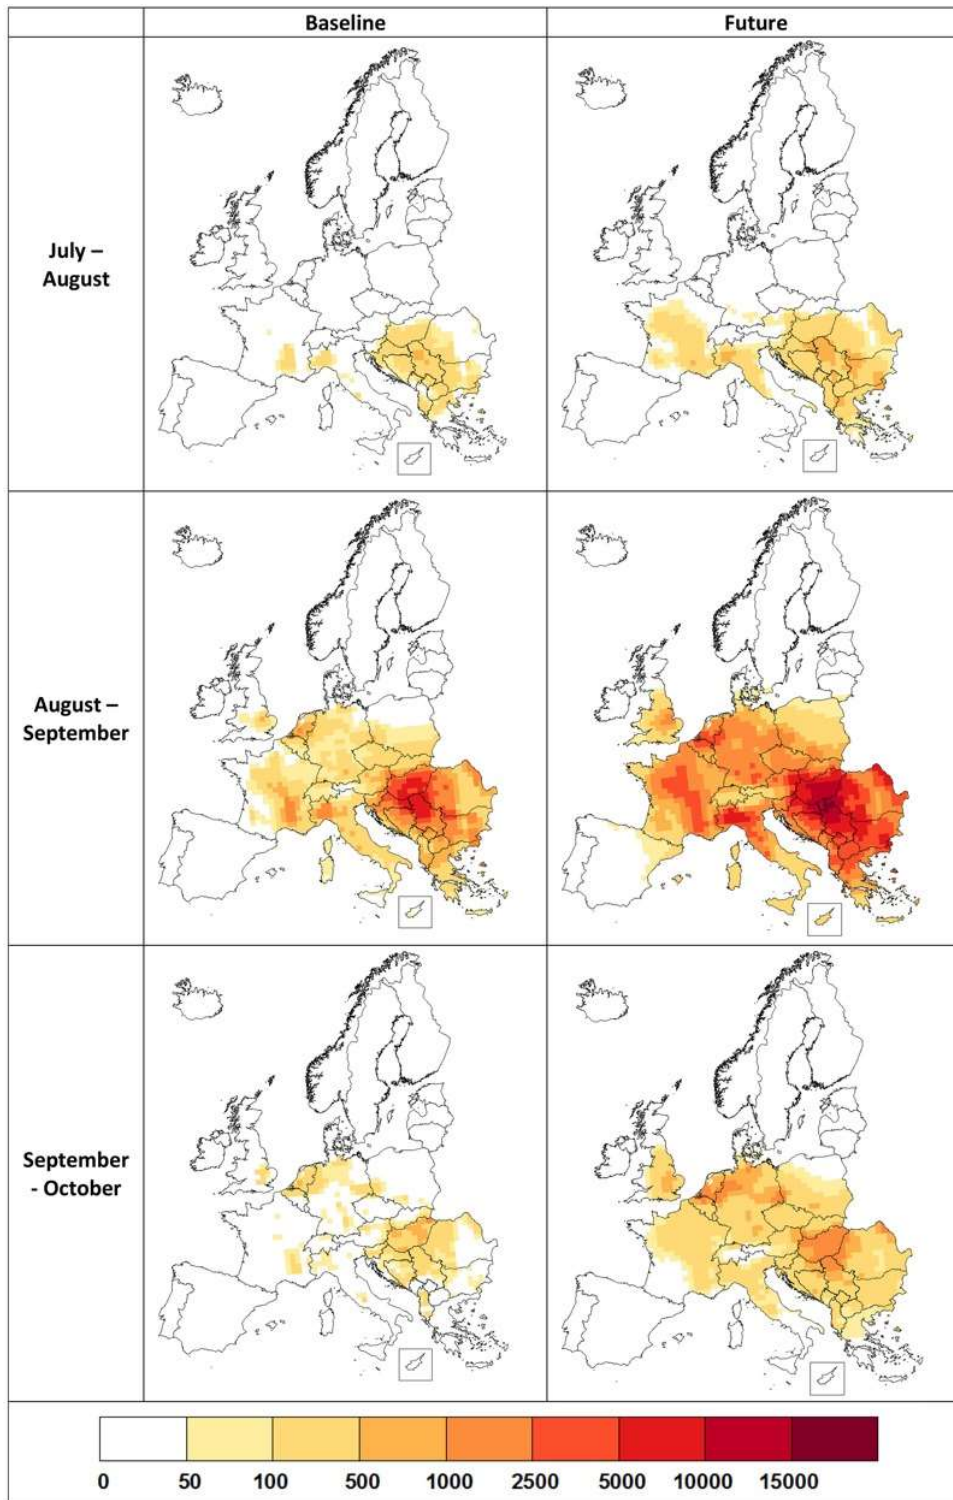 Baseline
Future
July –
August
August –
September
September
- October
0 50 100 500 1000 2500 5000 10000 15000